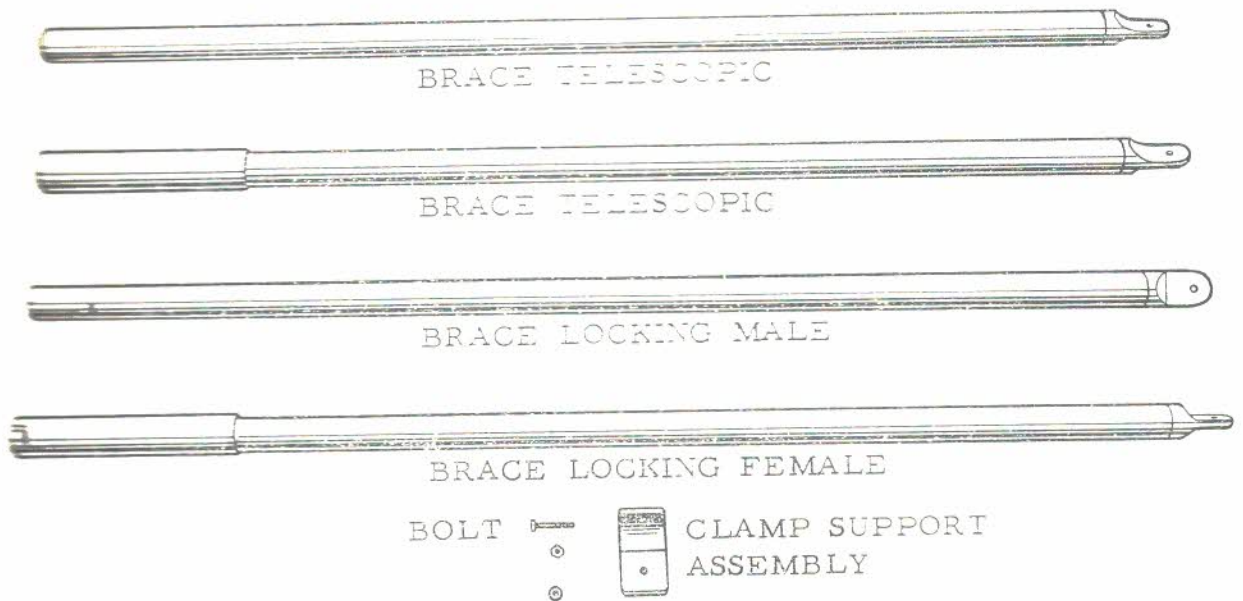 BRACE TELESCOPIC
BRACE TELESCOPIC
BRACE LOCKING MALE
BRACE LOCKING FEMALE
BOLT
CLAMP SUPPORT
ASSEMBLY